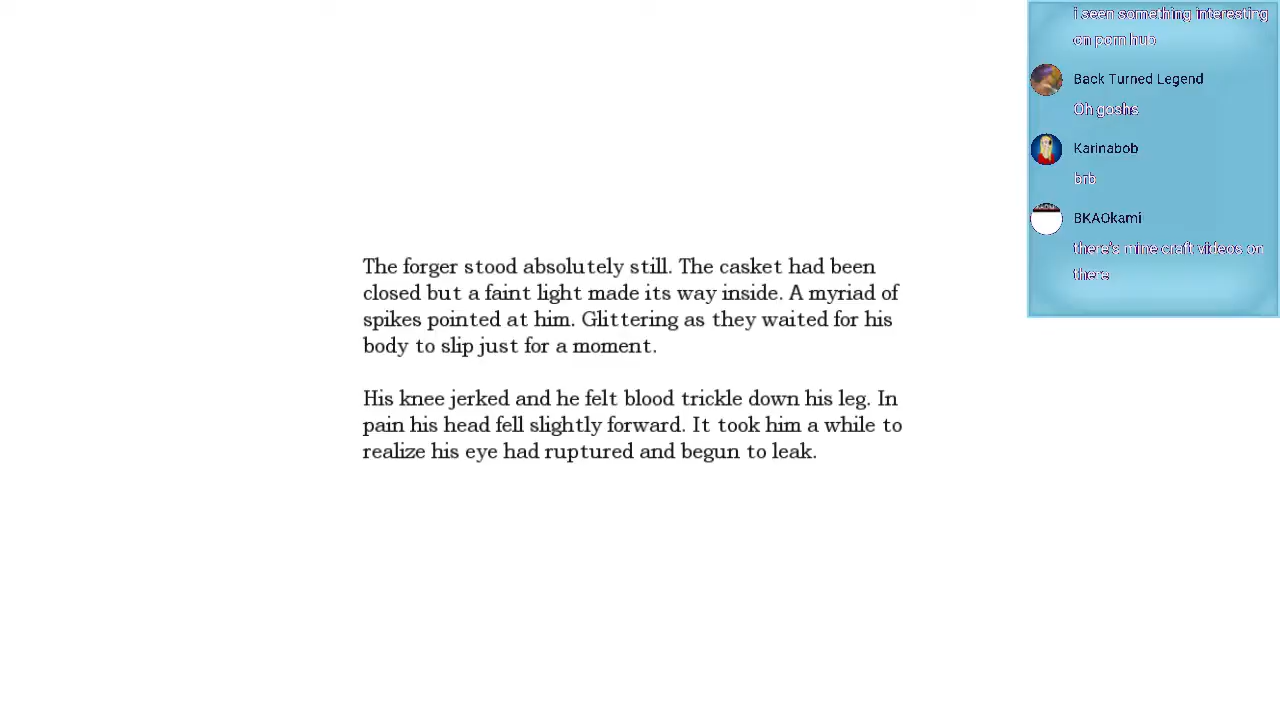 The forger stood absolutely still. The casket had been
closed but a faint light made its way inside. A myriad of
spikes pointed at him. Glittering as they waited for his
body to slip just for a moment.
His knee jerked and he felt blood trickle down his leg. In
pain his head fell slightly forward. It took him a while to
realize his eye had ruptured and begun to leak.
i seen something interesting
on porn hub
Back Turned Legend
Oh goshs
Karinabob
brb
BKAOkami
there's mine craft videos on
there